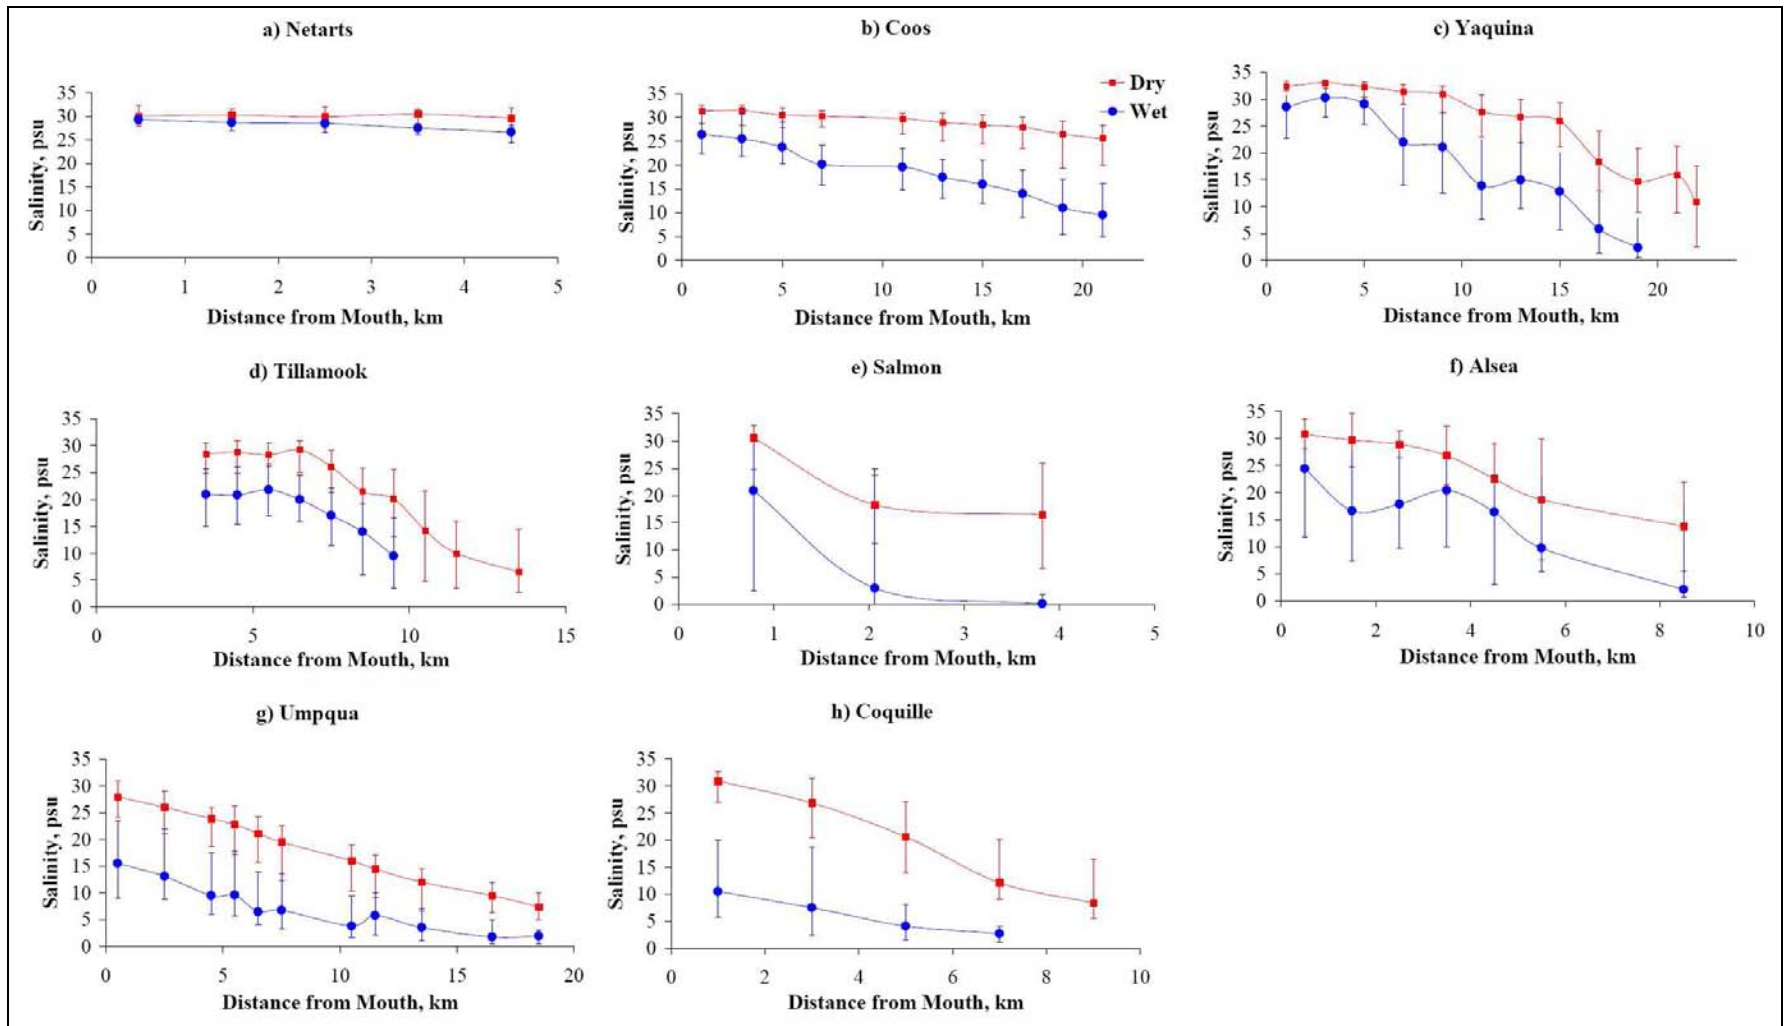 a) Netarts
Salinity, psu
35
30
25
20
15
10
5
0
0 1 2 3 4 5
Distance from Mouth, km
b) Coos
Dry
Wet
Salinity, psu
35
30
25
20
15
10
5
0
0 5 10 15 20
Distance from Mouth, km
c) Yaquina
Salinity, psu
35
30
25
20
15
10
5
0
0 5 10 15 20
Distance from Mouth, km
d) Tillamook
Salinity, psu
35
30
25
20
15
10
5
0
0 5 10 15
Distance from Mouth, km
e) Salmon
Salinity, psu
35
30
25
20
15
10
5
0
0 1 2 3 4 5
Distance from Mouth, km
f) Alsea
Salinity, psu
35
30
25
20
15
10
5
0
0 2 4 6 8 10
Distance from Mouth, km
g) Umpqua
Salinity, psu
35
30
25
20
15
10
5
0
0 5 10 15 20
Distance from Mouth, km
h) Coquille
Salinity, psu
35
30
25
20
15
10
5
0
0 2 4 6 8 10
Distance from Mouth, km